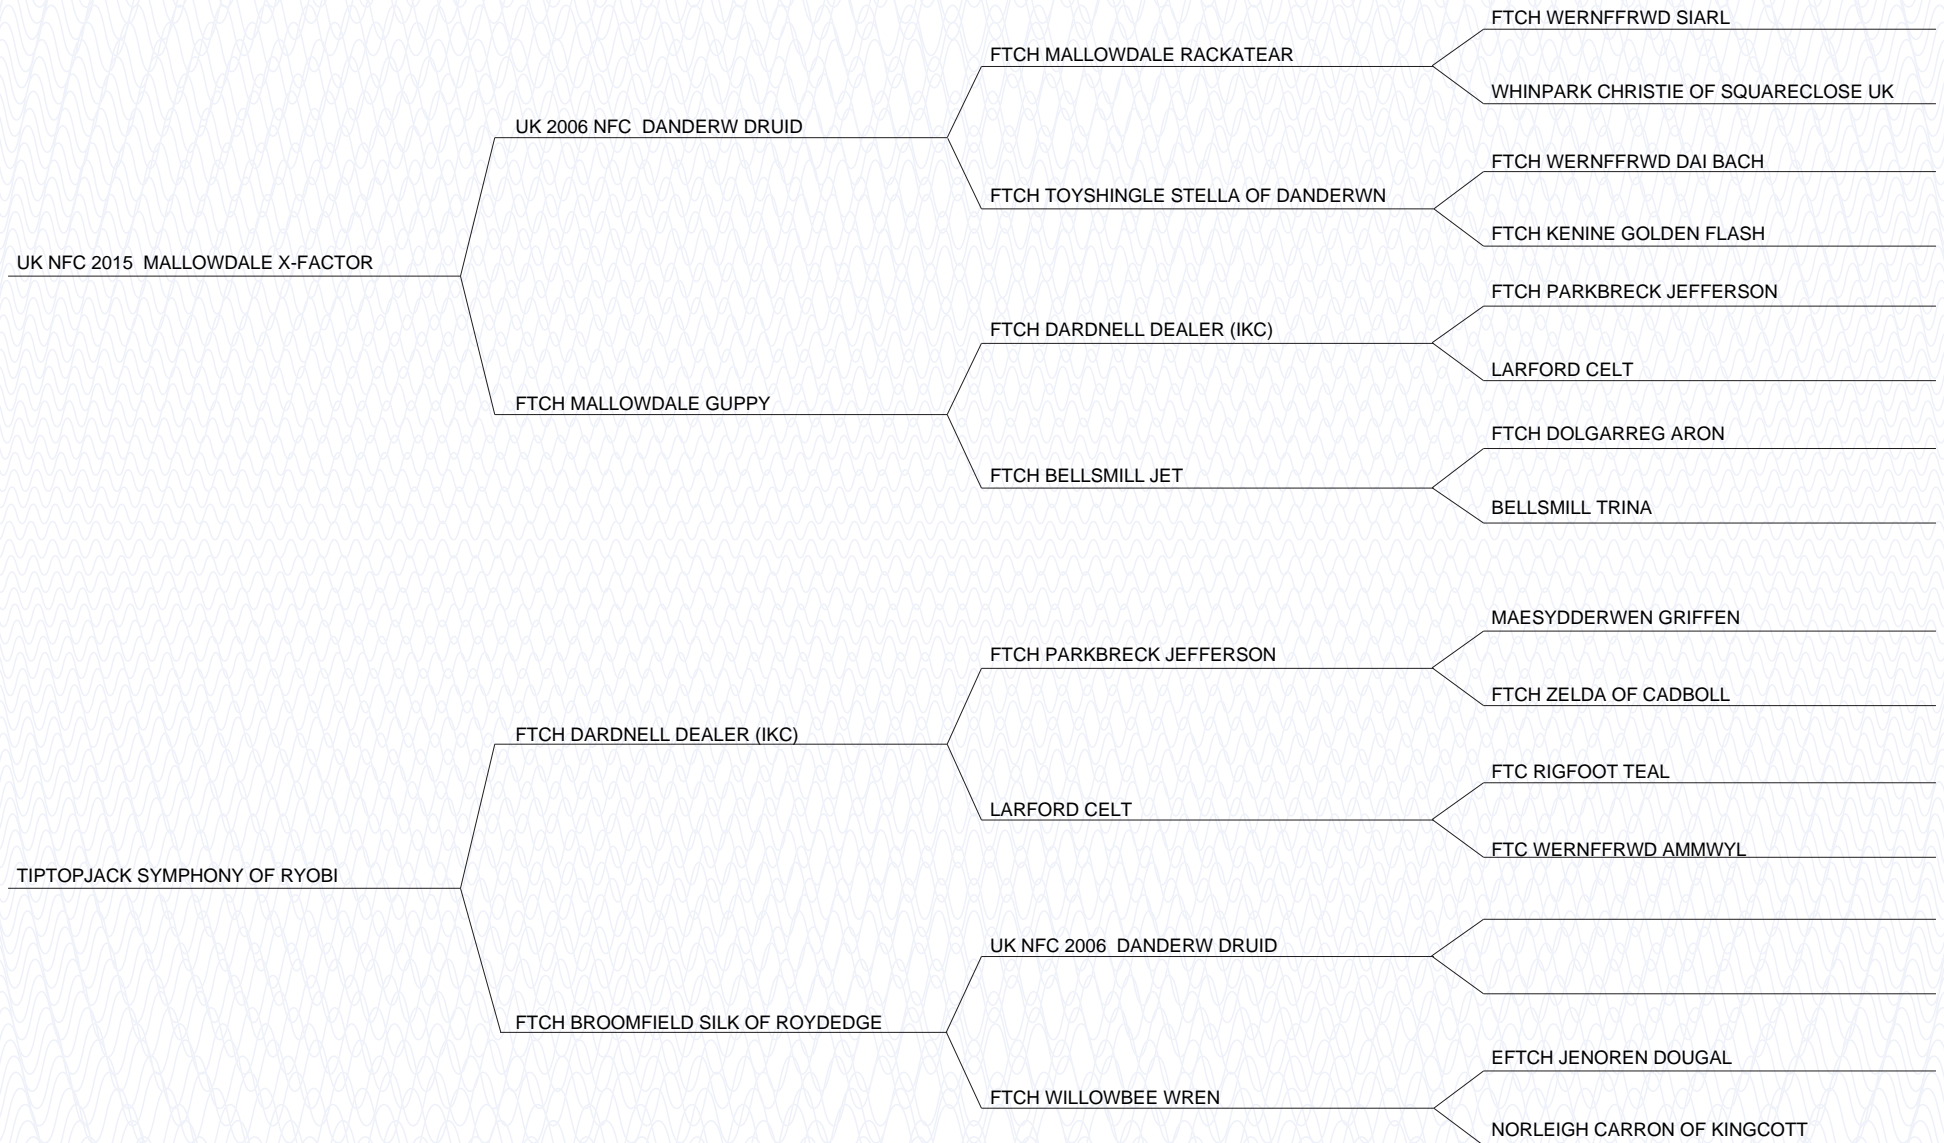 FTCH WERNFFRWD SIARL
FTCH MALLOWDALE RACKATEAR
WHINPARK CHRISTIE OF SQUARECLOSE UK
UK 2006 NFC  DANDERW DRUID
FTCH WERNFFRWD DAI BACH
FTCH TOYSHINGLE STELLA OF DANDERWN
FTCH KENINE GOLDEN FLASH
UK NFC 2015  MALLOWDALE X-FACTOR
FTCH PARKBRECK JEFFERSON
FTCH DARDNELL DEALER (IKC)
LARFORD CELT
FTCH MALLOWDALE GUPPY
FTCH DOLGARREG ARON
FTCH BELLSMILL JET
BELLSMILL TRINA
MAESYDDERWEN GRIFFEN
FTCH PARKBRECK JEFFERSON
FTCH ZELDA OF CADBOLL
FTCH DARDNELL DEALER (IKC)
FTC RIGFOOT TEAL
LARFORD CELT
FTC WERNFFRWD AMMWYL
TIPTOPJACK SYMPHONY OF RYOBI
UK NFC 2006  DANDERW DRUID
FTCH BROOMFIELD SILK OF ROYDEDGE
EFTCH JENOREN DOUGAL
FTCH WILLOWBEE WREN
NORLEIGH CARRON OF KINGCOTT